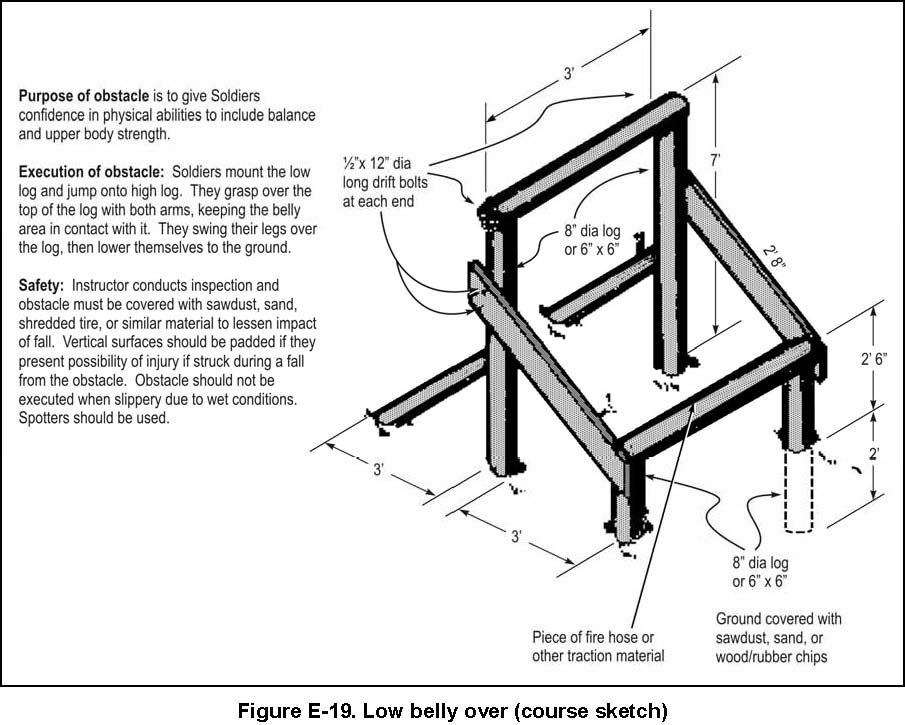 Purpose of obstacle is to give Soldiers
confidence in physical abilities to include balance
and upper body strength.
Execution of obstacle:  Soldiers mount the low
log and jump onto high log.  They grasp over the
top of the log with both arms, keeping the belly
area in contact with it.  They swing their legs over
the log, then lower themselves to the ground.
Safety:  Instructor conducts inspection and
obstacle must be covered with sawdust, sand,
shredded tire, or similar material to lessen impact
of fall.  Vertical surfaces should be padded if they
present possibility of injury if struck during a fall
from the obstacle.  Obstacle should not be
executed when slippery due to wet conditions.
Spotters should be used.
3'
7'
½"x 12" dia
long drift bolts
at each end
8" dia log
or 6" x 6"
2' 8"
2' 6"
2'
3'
3'
8" dia log
or 6" x 6"
Piece of fire hose or
other traction material
Ground covered with
sawdust, sand, or
wood/rubber chips
Figure E-19. Low belly over (course sketch)